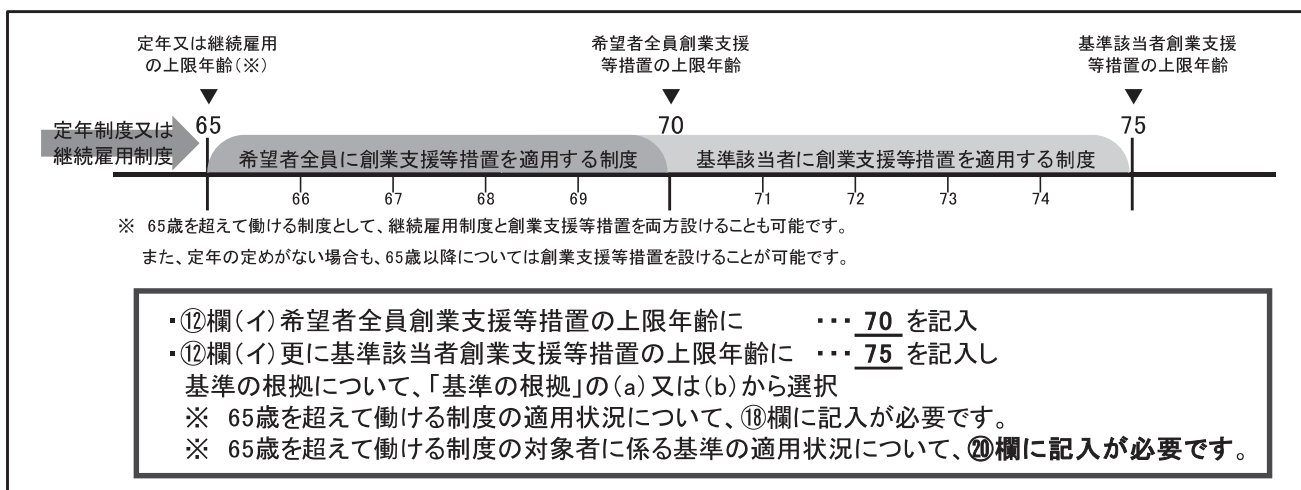 定年又は継続雇用
の上限年齢(※)
▼
希望者全員創業支援
等措置の上限年齢
▼
基準該当者創業支援
等措置の上限年齢
▼
定年制度又は
継続雇用制度
65
70
75
希望者全員に創業支援等措置を適用する制度
基準該当者に創業支援等措置を適用する制度
66
67
68
69
71
72
73
74
※ 65歳を超えて働ける制度として、継続雇用制度と創業支援等措置を両方設けることも可能です。
また、定年の定めがない場合も、65歳以降については創業支援等措置を設けることが可能です。
・⑫欄(イ)希望者全員創業支援等措置の上限年齢に ・・・ 70 を記入
・⑫欄(イ)更に基準該当者創業支援等措置の上限年齢に ・・・ 75 を記入し
基準の根拠について、「基準の根拠」の(a)又は(b)から選択
※ 65歳を超えて働ける制度の適用状況について、⑱欄に記入が必要です。
※ 65歳を超えて働ける制度の対象者に係る基準の適用状況について、⑳欄に記入が必要です。